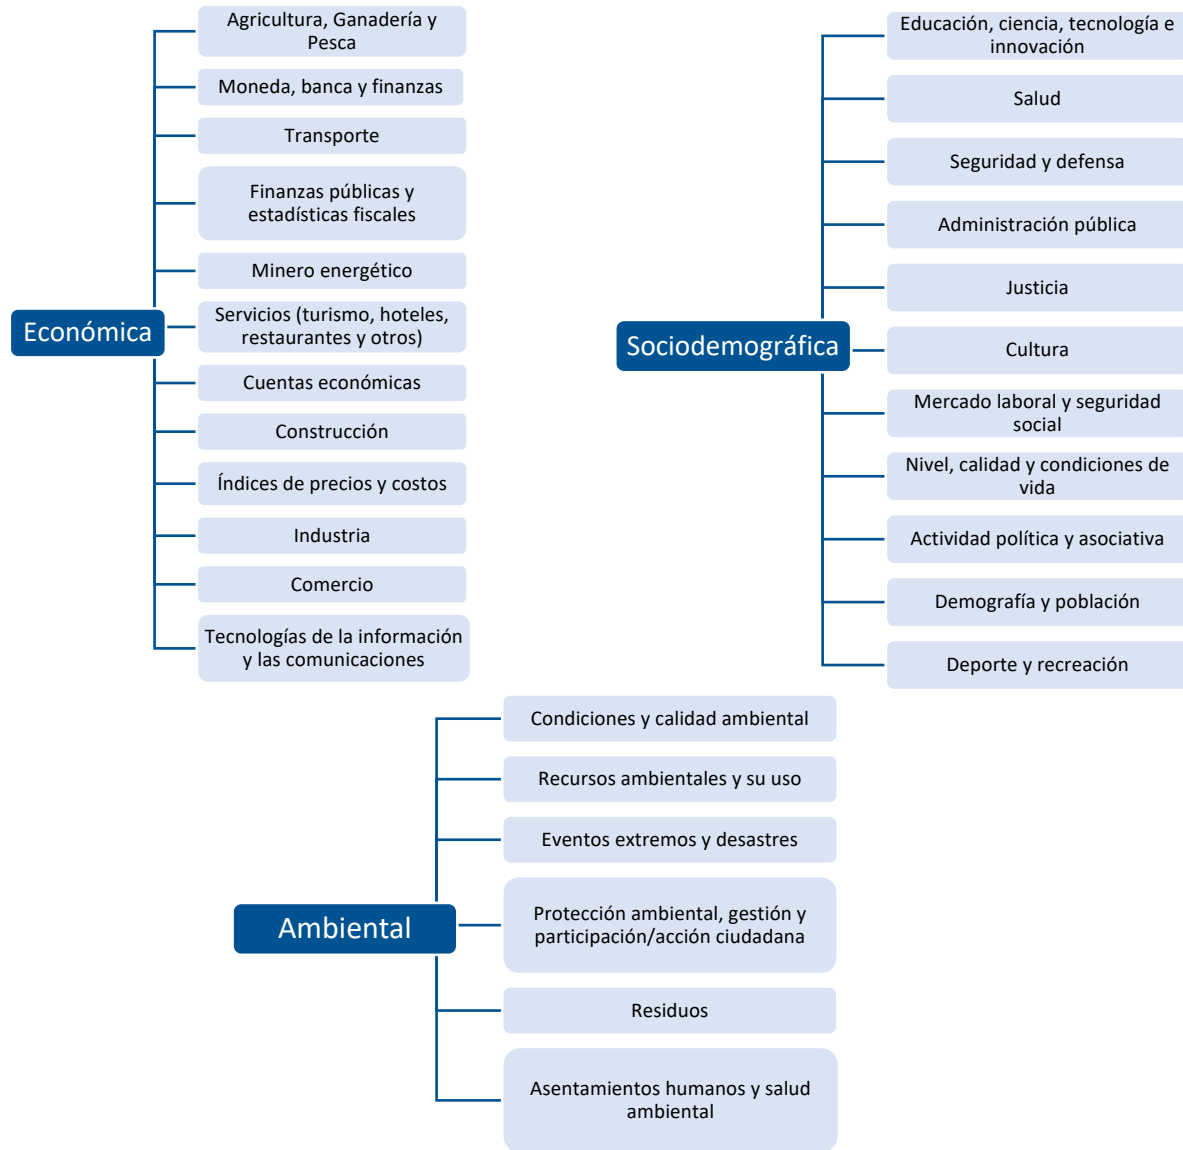 Económica
Agricultura, Ganadería y
Pesca
Moneda, banca y finanzas
Transporte
Finanzas públicas y
estadísticas fiscales
Minero energético
Servicios (turismo, hoteles,
restaurantes y otros)
Cuentas económicas
Construcción
Índices de precios y costos
Industria
Comercio
Tecnologías de la información
y las comunicaciones
Sociodemográfica
Educación, ciencia, tecnología e
innovación
Salud
Seguridad y defensa
Administración pública
Justicia
Cultura
Mercado laboral y seguridad
social
Nivel, calidad y condiciones de
vida
Actividad política y asociativa
Demografía y población
Deporte y recreación
Ambiental
Condiciones y calidad ambiental
Recursos ambientales y su uso
Eventos extremos y desastres
Protección ambiental, gestión y
participación/acción ciudadana
Residuos
Asentamientos humanos y salud
ambiental